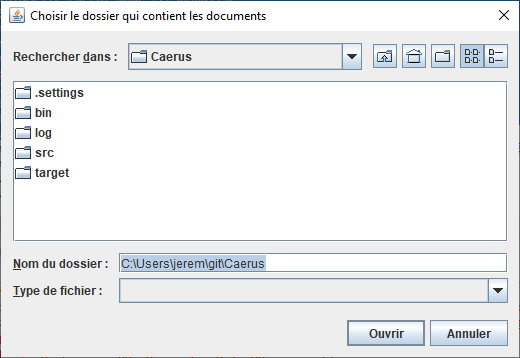 Choisir le dossier qui contient les documents
Rechercher dans : Caerus
.settings
bin
log
src
target
Nom du dossier : C:\Users\jerem\git\Caerus
Type de fichier :
Ouvrir Annuler